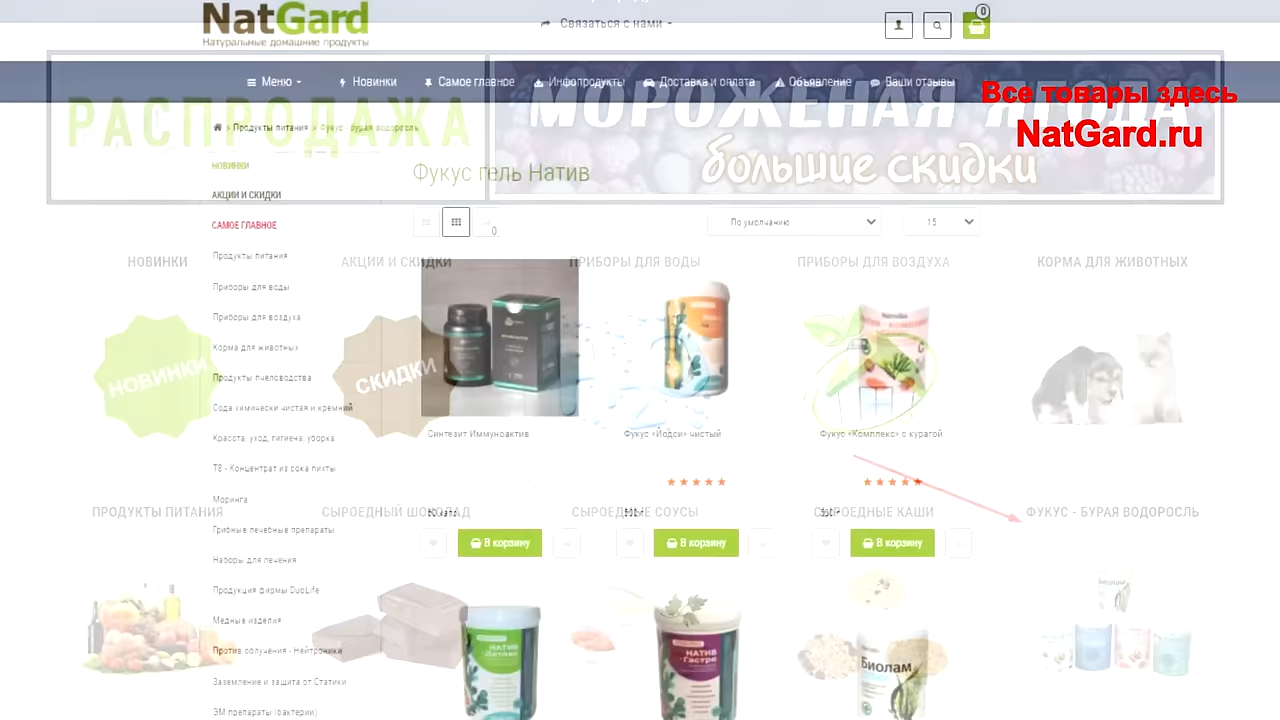 NatGard
Натуральные домашние продукты
Связаться с нами
0
Меню
Новинки
Самое главное
Инфопродукты
Доставка и оплата
Объявление
Ваши отзывы
Все товары здесь
NatGard.ru
РАСПРОДАЖА
МОРОЖЕНАЯ ЯГОДА
большие скидки
Продукты питания > Фукус - бурая водоросль
Фукус гель Натив
НОВИНКИ
АКЦИИ И СКИДКИ
САМОЕ ГЛАВНОЕ
Продукты питания
Приборы для воды
Приборы для воздуха
Корма для животных
Продукты пчеловодства
Сода химически чистая и кремний
Красота, уход, гигиена, уборка
Т8 - Концентрат из сока пихты
Моринга
Грибные лечебные препараты
Наборы для лечения
Продукция фирмы DuoLife
Медные изделия
Против облучения - Нейтроники
Заземление и защита от Статики
ЭМ препараты (бактерии)
0
По умолчанию
15
НОВИНКИ
АКЦИИ И СКИДКИ
ПРИБОРЫ ДЛЯ ВОДЫ
ПРИБОРЫ ДЛЯ ВОЗДУХА
КОРМА ДЛЯ ЖИВОТНЫХ
НОВИНКИ
СКИДКИ
Синтезит Иммуноактив
Фукус «Йодси» чистый
Фукус «Комплекс» с курагой
ПРОДУКТЫ ПИТАНИЯ
СЫРОЕДНЫЙ ШОКОЛАД
СЫРОЕДНЫЕ СОУСЫ
СЫРОЕДНЫЕ КАШИ
ФУКУС - БУРАЯ ВОДОРОСЛЬ
В корзину
В корзину
В корзину
НАТИВ
НАТИВ
Гастро
Биолам